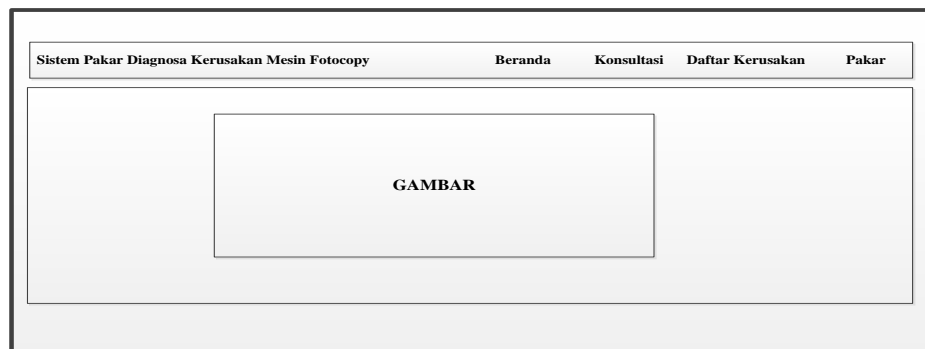 Sistem Pakar Diagnosa Kerusakan Mesin Fotocopy Beranda Konsultasi Daftar Kerusakan Pakar
GAMBAR